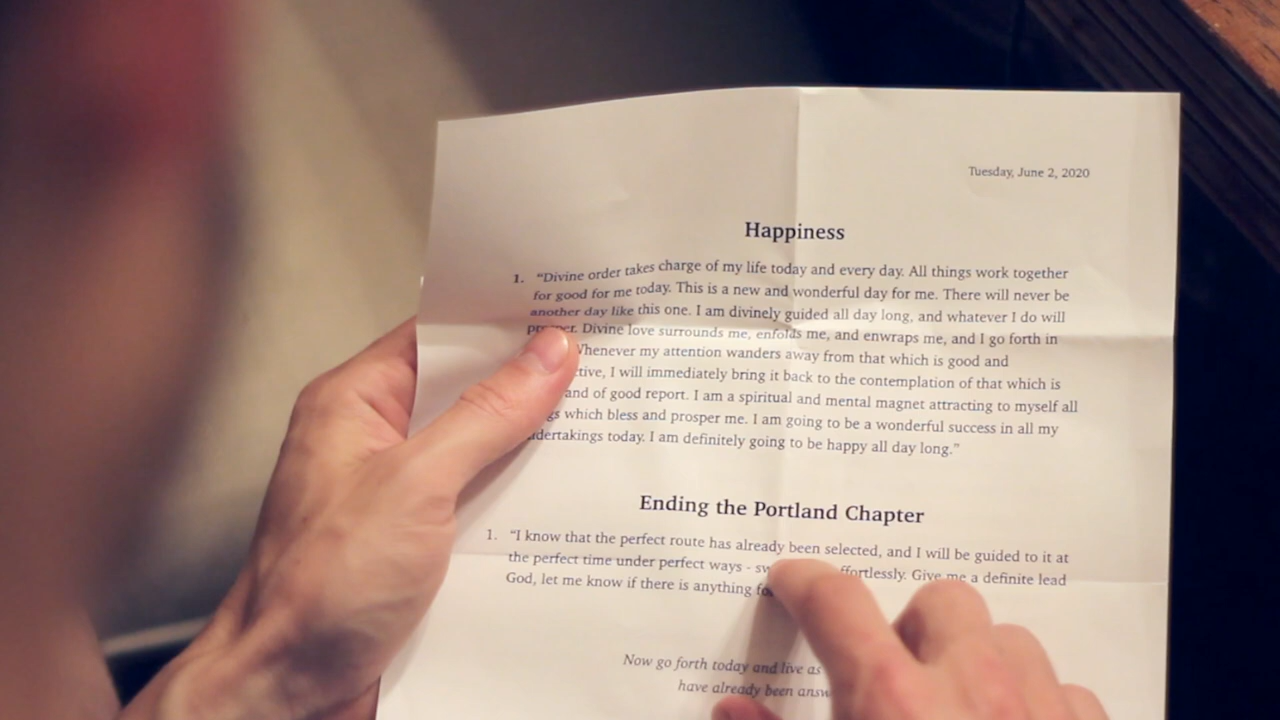 Tuesday, June 2, 2020
Happiness
1. “Divine order takes charge of my life today and every day. All things work together
for good for me today. This is a new and wonderful day for me. There will never be
another day like this one. I am divinely guided all day long, and whatever I do will
Divine love surrounds me, enfolds me, and enwraps me, and I go forth in
Whenever my attention wanders away from that which is good and
I will immediately bring it back to the contemplation of that which is
and of good report. I am a spiritual and mental magnet attracting to myself all
which bless and prosper me. I am going to be a wonderful success in all my
today. I am definitely going to be happy all day long.”
Ending the Portland Chapter
1. “I know that the perfect route has already been selected, and I will be guided to it at
the perfect time under perfect ways - Give me a definite lead
God, let me know if there is anything
Now go forth today and live as
have already been